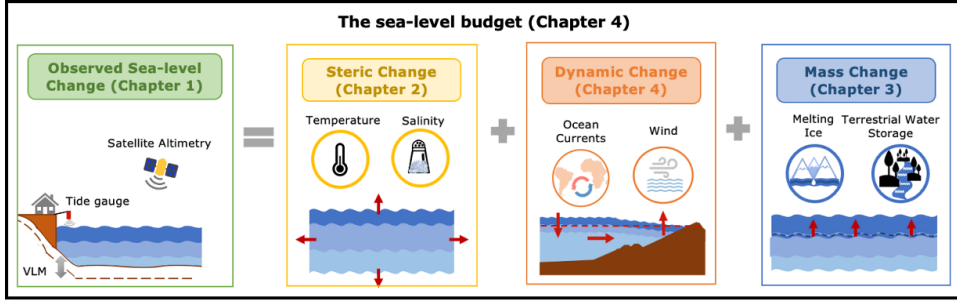 The sea-level budget (Chapter 4)
Observed Sea-level
Change (Chapter 1)
Satellite Altimetry
Tide gauge
VLM
=
Steric Change
(Chapter 2)
Temperature
Salinity
+
Dynamic Change
(Chapter 4)
Ocean
Currents
Wind
+
Mass Change
(Chapter 3)
Melting
Ice
Terrestrial Water
Storage